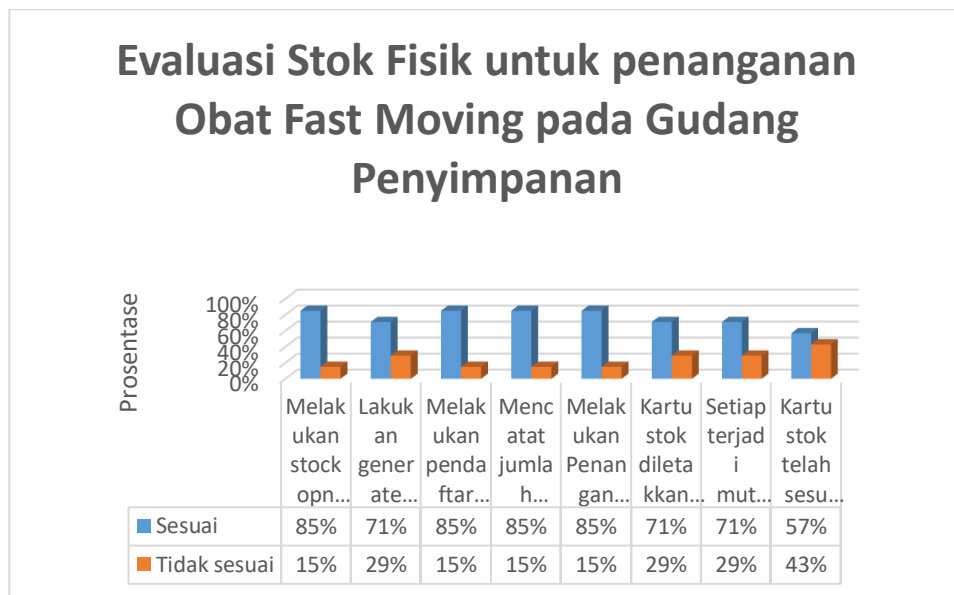 Evaluasi Stok Fisik untuk penanganan
Obat Fast Moving pada Gudang
Penyimpanan
Prosentase
100%
80%
60%
40%
20%
0%
Melak Lakuk Melak Menc Melak Kartu Setiap Kartu
ukan an ukan atat ukan stok terjad stok
stock gener penda jumla Penan dileta i telah
opn... ate... ftar... h... gan... kkan... mut... sesu...
Sesuai 85% 71% 85% 85% 85% 71% 71% 57%
Tidak sesuai 15% 29% 15% 15% 15% 29% 29% 43%